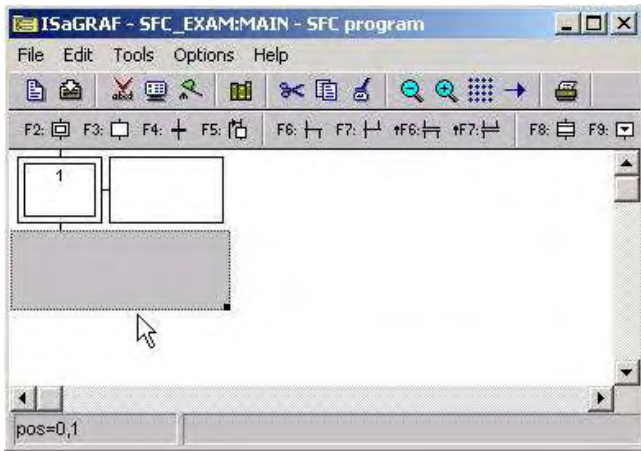 ISaGRAF - SFC_EXAM:MAIN - SFC program
File Edit Tools Options Help
F2: F3: F4: F5: F6: F7: ↑F6: ↑F7: F8: F9:
1
pos=0,1